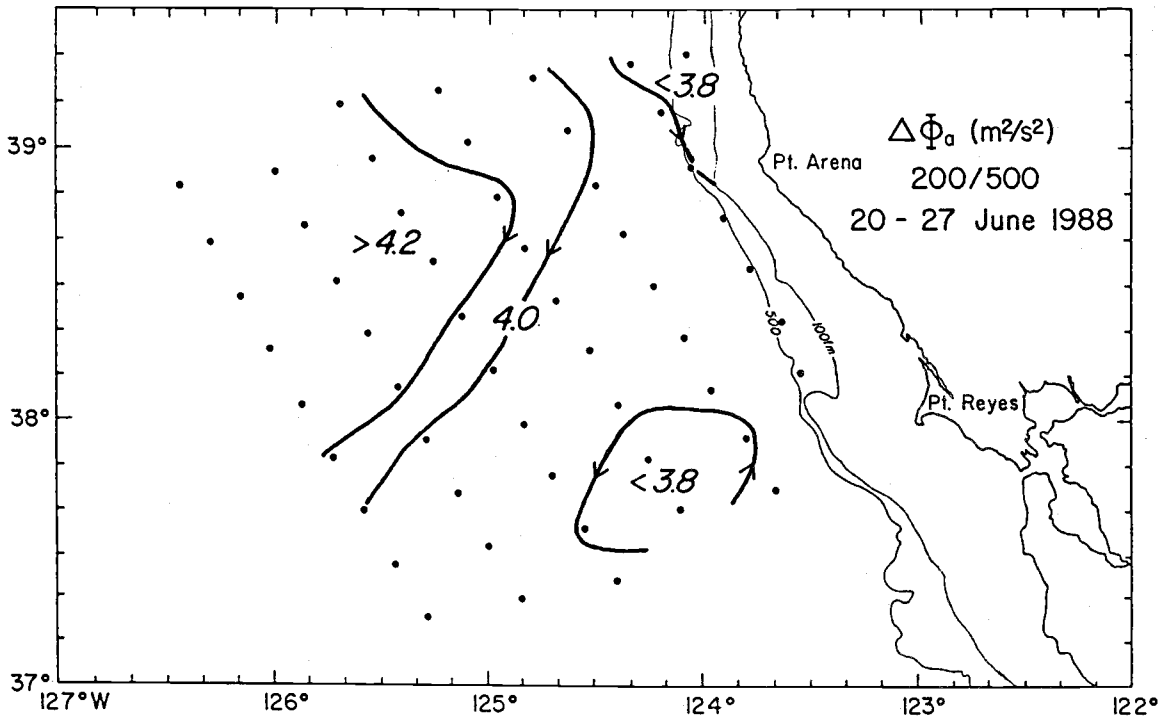 <3.8
39°
Pt. Arena
ΔΦₐ (m²/s²)
200/500
20 - 27 June 1988
>4.2
4.0
500
100fm
38°
Pt. Reyes
<3.8
37°
127°W
126°
125°
124°
123°
122°